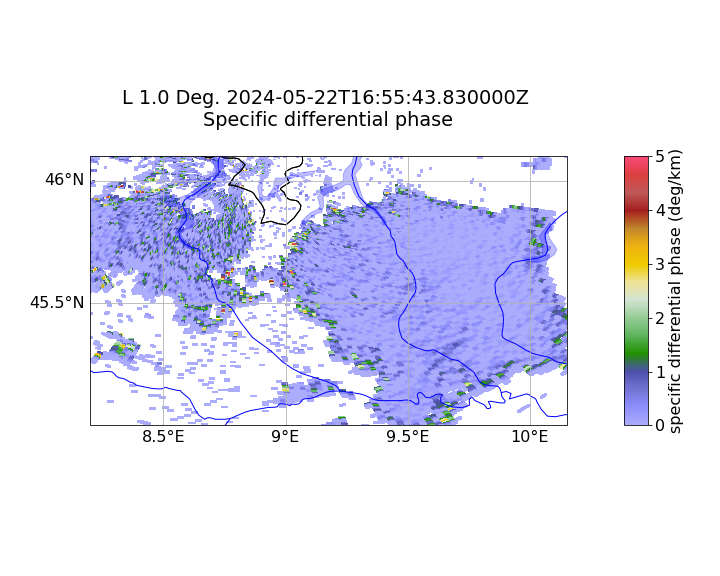 L 1.0 Deg. 2024-05-22T16:55:43.830000Z
Specific differential phase
46°N
45.5°N
8.5°E
9°E
9.5°E
10°E
5
4
3
2
1
0
specific differential phase (deg/km)